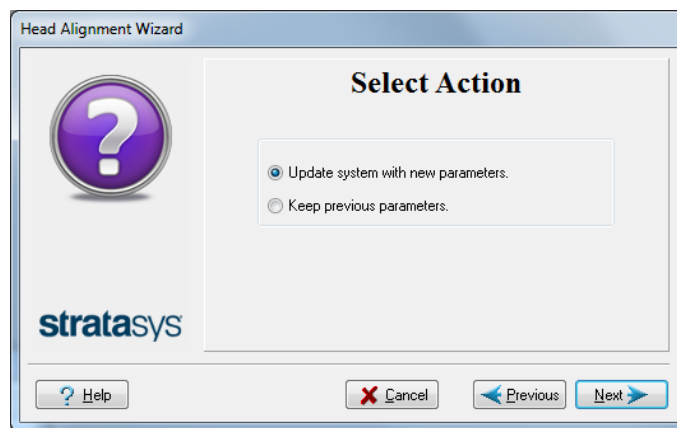 Head Alignment Wizard
Select Action
Update system with new parameters.
Keep previous parameters.
stratasys
Help
Cancel
Previous
Next